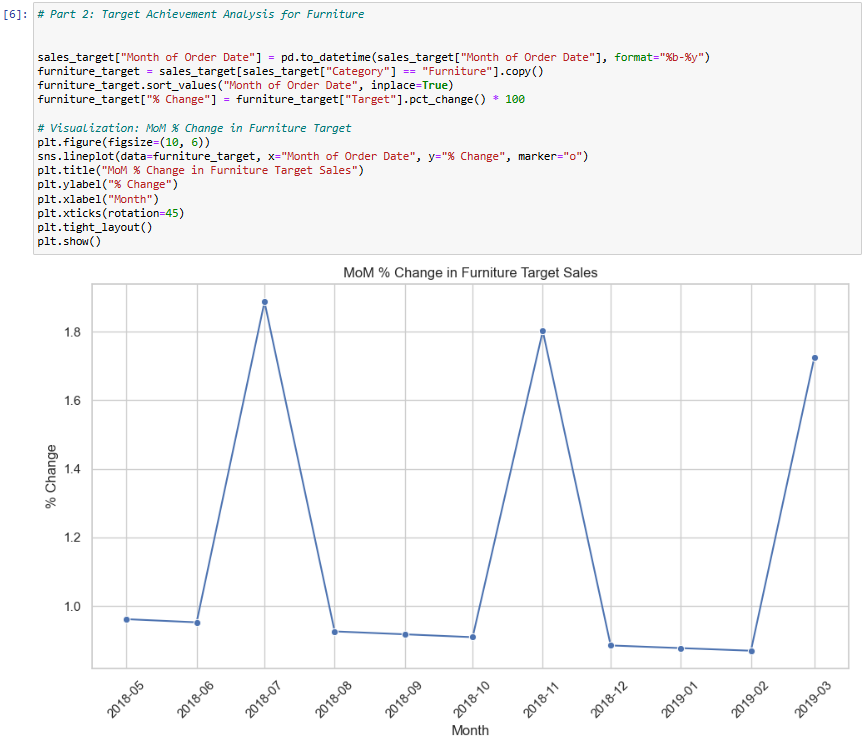 [6]: # Part 2: Target Achievement Analysis for Furniture
sales_target["Month of Order Date"] = pd.to_datetime(sales_target["Month of Order Date"], format="%b-%y")
furniture_target = sales_target[sales_target["Category"] == "Furniture"].copy()
furniture_target.sort_values("Month of Order Date", inplace=True)
furniture_target["% Change"] = furniture_target["Target"].pct_change() * 100
# Visualization: MoM % Change in Furniture Target
plt.figure(figsize=(10, 6))
sns.lineplot(data=furniture_target, x="Month of Order Date", y="% Change", marker="o")
plt.title("MoM % Change in Furniture Target Sales")
plt.ylabel("% Change")
plt.xlabel("Month")
plt.xticks(rotation=45)
plt.tight_layout()
plt.show()
MoM % Change in Furniture Target Sales
1.8
1.6
1.4
1.2
1.0
% Change
2018-05
2018-06
2018-07
2018-08
2018-09
2018-10
2018-11
2018-12
2019-01
2019-02
2019-03
Month